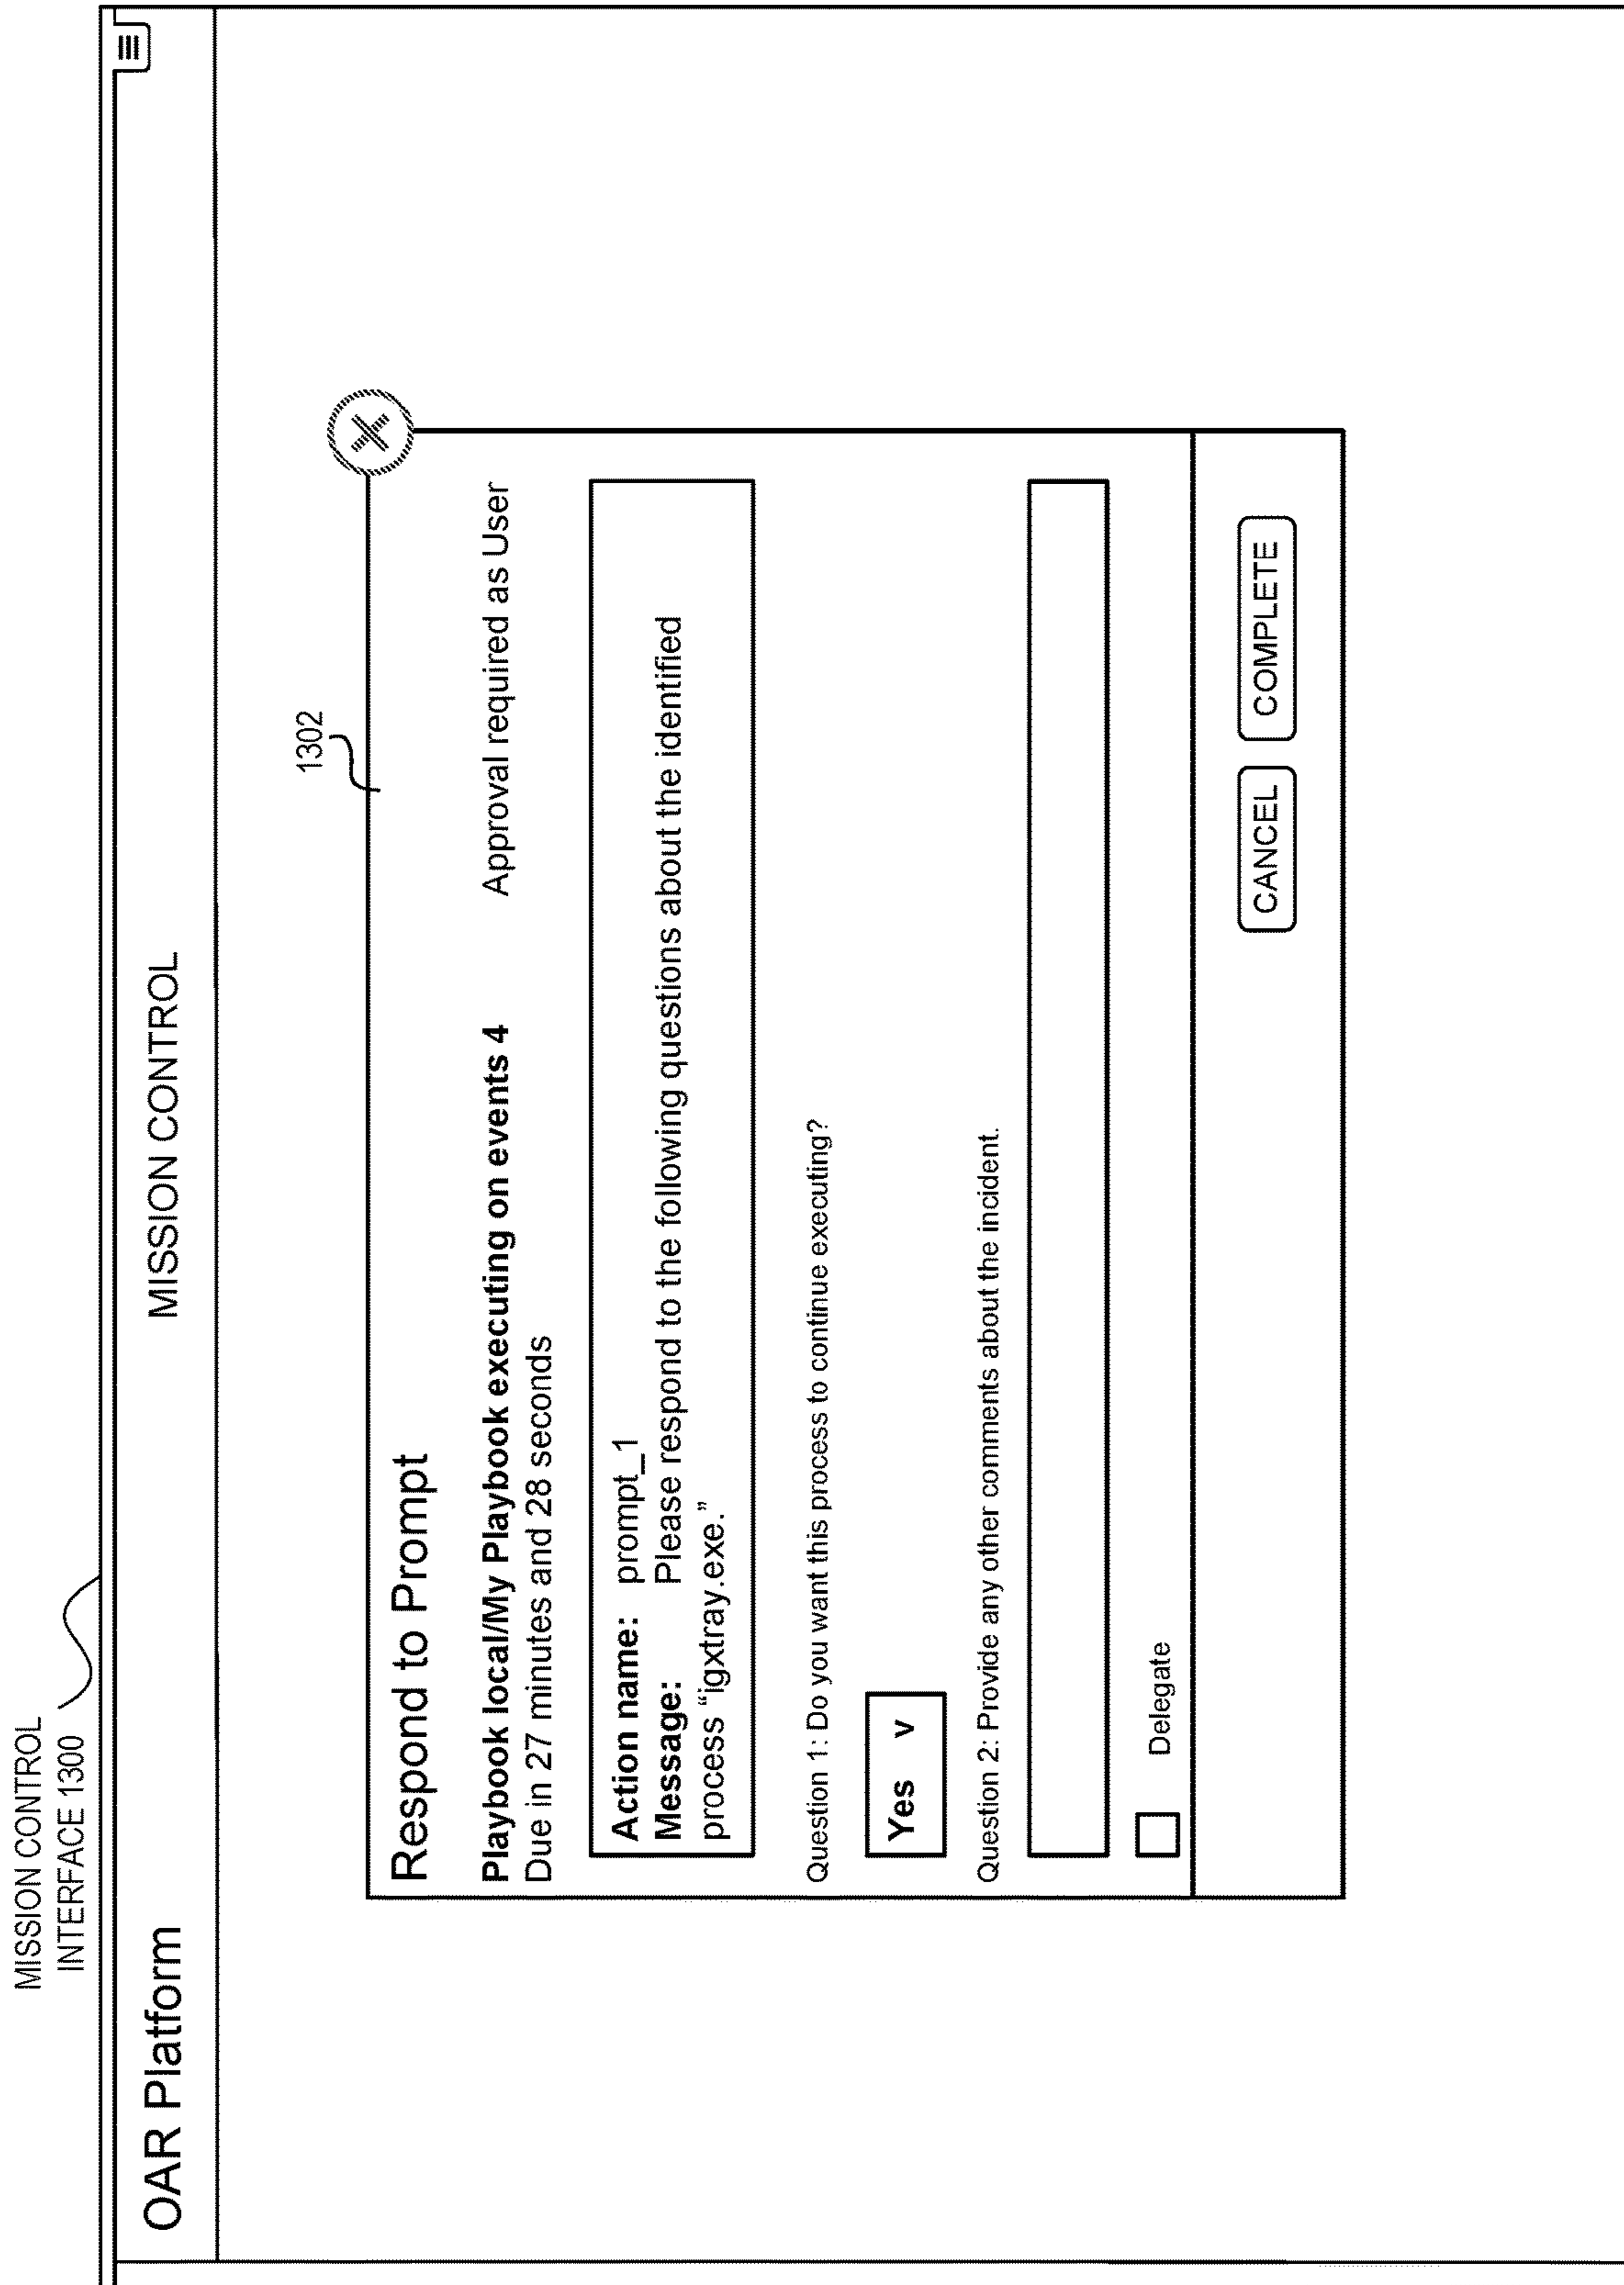 MISSION CONTROL
INTERFACE 1300
OAR Platform
MISSION CONTROL
1302
Respond to Prompt
Playbook local/My Playbook executing on events 4
Approval required as User
Due in 27 minutes and 28 seconds
Action name: prompt_1
Message: Please respond to the following questions about the identified
process “igxtray.exe.”
Question 1: Do you want this process to continue executing?
Yes v
Question 2: Provide any other comments about the incident.
Delegate
CANCEL
COMPLETE